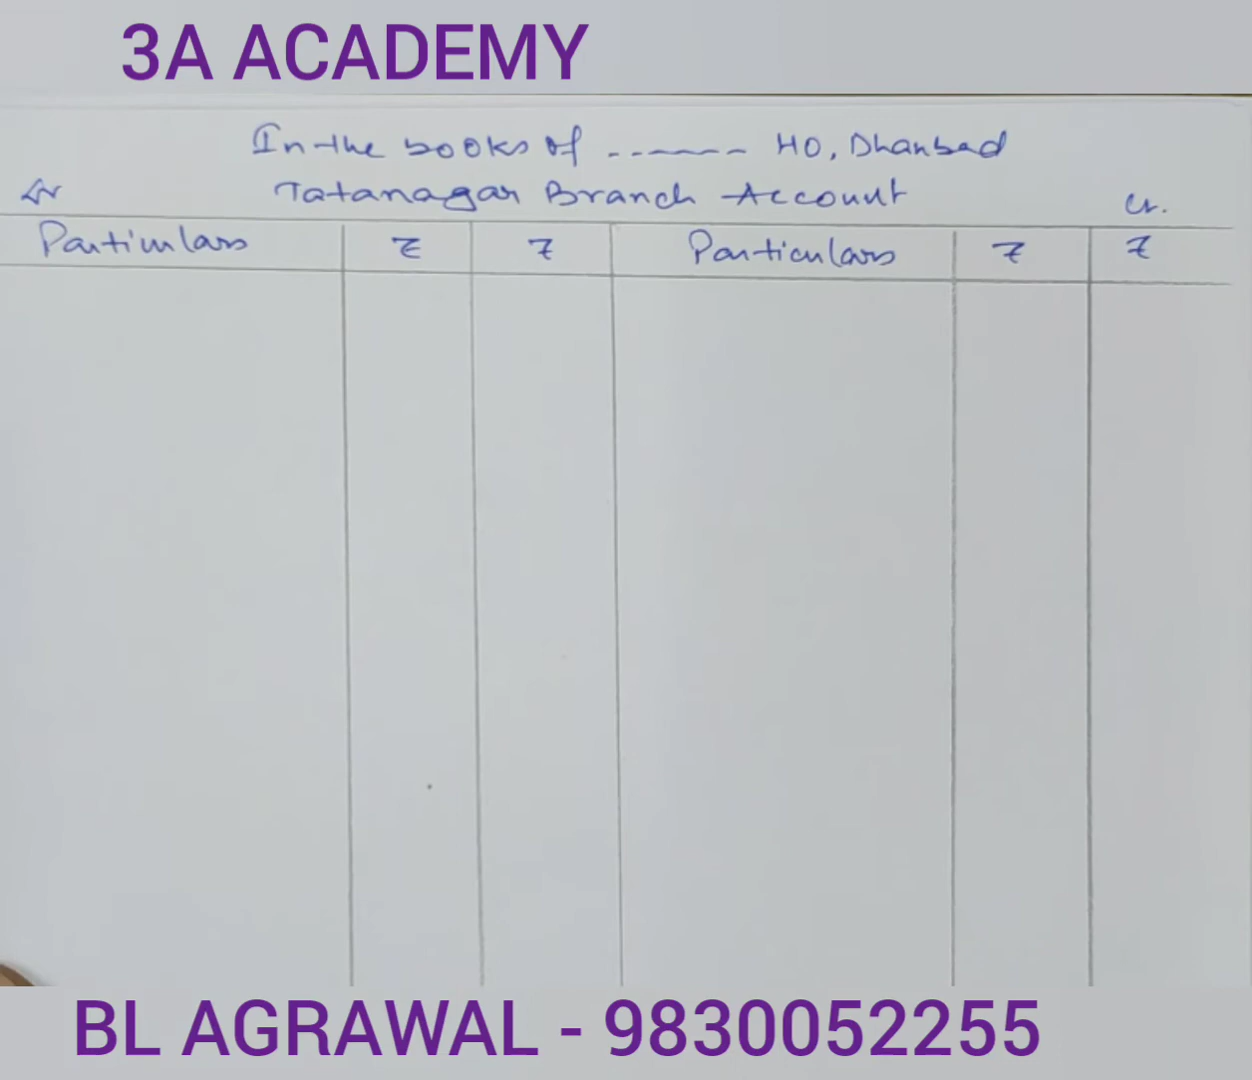 3A ACADEMY
In the books of ------- HO, Dhanbad
Dr Tatanagar Branch Account Cr.
Particulars ₹ ₹ Particulars ₹ ₹
BL AGRAWAL - 9830052255